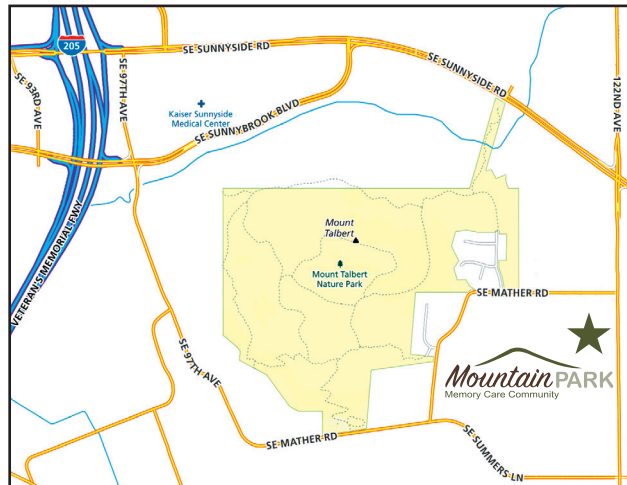 205
SE SUNNYSIDE RD
SE SUNNYSIDE RD
SE 93RD AVE
SE 97TH AVE
122ND AVE
Kaiser Sunnyside
Medical Center
SE SUNNYBROOK BLVD
VETERAN'S MEMORIAL FWY
Mount
Talbert
Mount Talbert
Nature Park
SE MATHER RD
SE 97TH AVE
Mountain PARK
Memory Care Community
SE MATHER RD
SE SUMMERS LN